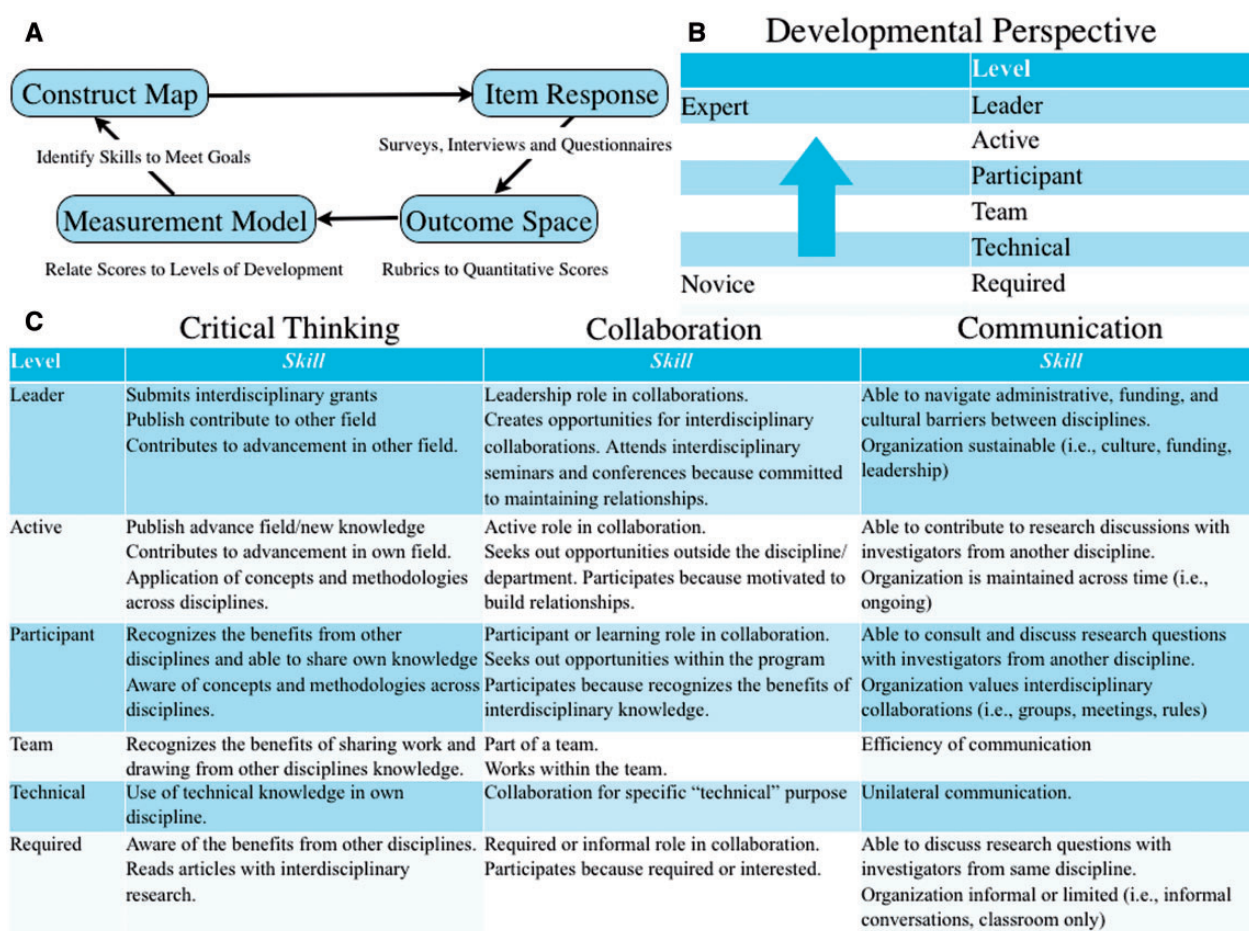 A
Construct Map
Item Response
Identify Skills to Meet Goals
Surveys, Interviews and Questionnaires
Measurement Model
Outcome Space
Relate Scores to Levels of Development
Rubrics to Quantitative Scores
B
Developmental Perspective
Level
Expert
Leader
Active
Participant
Team
Technical
Novice
Required
C
Critical Thinking
Collaboration
Communication
Level
Skill
Skill
Skill
Leader
Submits interdisciplinary grants
Publish contribute to other field
Contributes to advancement in other field.
Leadership role in collaborations.
Creates opportunities for interdisciplinary
collaborations. Attends interdisciplinary
seminars and conferences because committed
to maintaining relationships.
Able to navigate administrative, funding, and
cultural barriers between disciplines.
Organization sustainable (i.e., culture, funding,
leadership)
Active
Publish advance field/new knowledge
Contributes to advancement in own field.
Application of concepts and methodologies
across disciplines.
Active role in collaboration.
Seeks out opportunities outside the discipline/
department. Participates because motivated to
build relationships.
Able to contribute to research discussions with
investigators from another discipline.
Organization is maintained across time (i.e.,
ongoing)
Participant
Recognizes the benefits from other
disciplines and able to share own knowledge
Aware of concepts and methodologies across
disciplines.
Participant or learning role in collaboration.
Seeks out opportunities within the program
Participates because recognizes the benefits of
interdisciplinary knowledge.
Able to consult and discuss research questions
with investigators from another discipline.
Organization values interdisciplinary
collaborations (i.e., groups, meetings, rules)
Team
Recognizes the benefits of sharing work and
drawing from other disciplines knowledge.
Part of a team.
Works within the team.
Efficiency of communication
Technical
Use of technical knowledge in own
discipline.
Collaboration for specific “technical” purpose
Unilateral communication.
Required
Aware of the benefits from other disciplines.
Reads articles with interdisciplinary
research.
Required or informal role in collaboration.
Participates because required or interested.
Able to discuss research questions with
investigators from same discipline.
Organization informal or limited (i.e., informal
conversations, classroom only)